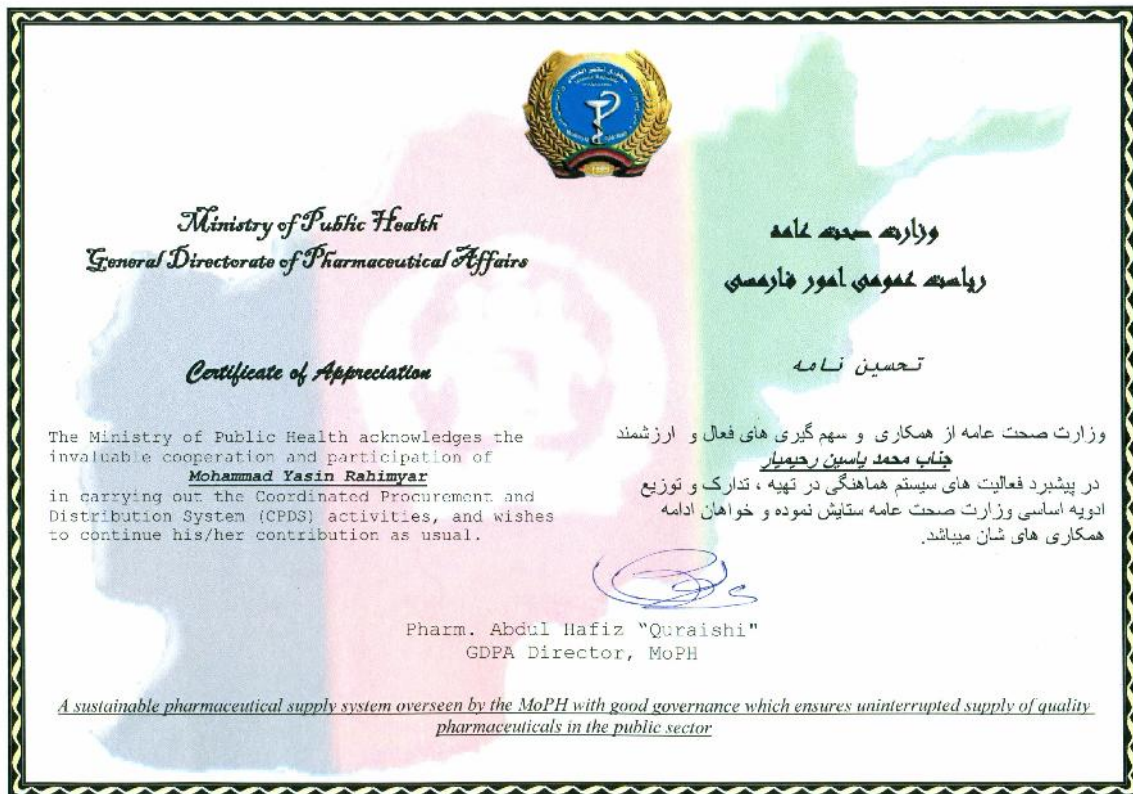 Ministry of Public Health
General Directorate of Pharmaceutical Affairs
وزارت صحت عامه
ریاست عمومی امور فارمسی
Certificate of Appreciation
تحسین نامه
The Ministry of Public Health acknowledges the
invaluable cooperation and participation of
Mohammad Yasin Rahimyar
in carrying out the Coordinated Procurement and
Distribution System (CPDS) activities, and wishes
to continue his/her contribution as usual.
وزارت صحت عامه از همکاری و سهم گیری های فعال و ارزشمند
جناب محمد یاسین رحیمیار
در پیشبرد فعالیت های سیستم هماهنگی در تهیه ، تدارک و توزیع
ادویه اساسی وزارت صحت عامه ستایش نموده و خواهان ادامه
همکاری های شان میباشد.
Pharm. Abdul Hafiz "Quraishi"
GDPA Director, MoPH
A sustainable pharmaceutical supply system overseen by the MoPH with good governance which ensures uninterrupted supply of quality
pharmaceuticals in the public sector